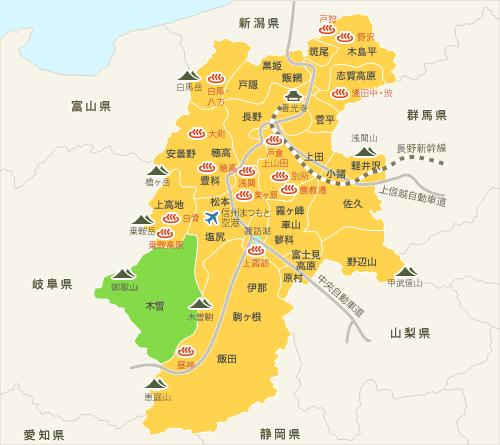 新潟県
戸狩
野沢
斑尾
木島平
黒姫
飯綱
志賀高原
白馬岳
白馬・
八方
戸隠
善光寺
湯田中・渋
富山県
群馬県
長野
菅平
大町
浅間山
長野新幹線
安曇野
穂高
戸倉
上山田
上田
軽井沢
穂高
浅間
別所
小諸
槍ヶ岳
豊科
美ヶ原
鹿教湯
上信越自動車道
上高地
松本
佐久
白骨
信州まつもと
空港
霧ヶ峰
乗鞍岳
車山
諏訪湖
塩尻
蓼科
乗鞍高原
上諏訪
富士見
高原
野辺山
御嶽山
原村
甲武信山
岐阜県
伊那
中央自動車道
木曽
木曽駒
駒ヶ根
山梨県
飯田
昼神
恵庭山
愛知県
静岡県